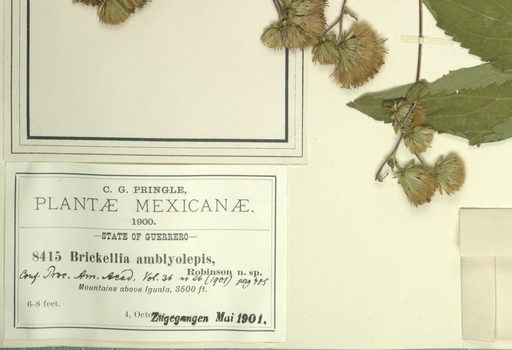 C. G. PRINGLE,
PLANTÆ MEXICANÆ.
1900.
—STATE OF GUERRERO—
8415 Brickellia amblyolepis,
Robinson n. sp.
Conf. Proc. Am. Acad. Vol. 36 no 26 (1901) pag 485
Mountains above Iguala, 3500 ft.
6-8 feet.
4, Octo
Zugegangen Mai 1901.